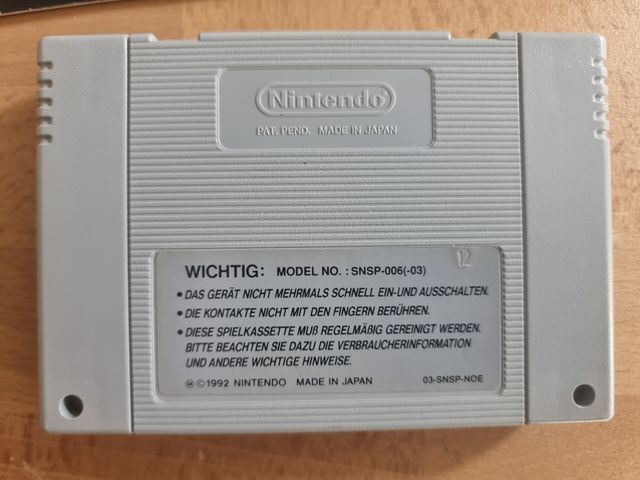 Nintendo
PAT. PEND. MADE IN JAPAN
12
WICHTIG: MODEL NO. : SNSP-006(-03)
• DAS GERÄT NICHT MEHRMALS SCHNELL EIN-UND AUSSCHALTEN.
• DIE KONTAKTE NICHT MIT DEN FINGERN BERÜHREN.
• DIESE SPIELKASSETTE MUß REGELMÄßIG GEREINIGT WERDEN.
BITTE BEACHTEN SIE DAZU DIE VERBRAUCHERINFORMATION
UND ANDERE WICHTIGE HINWEISE.
Ⓜ©1992 NINTENDO MADE IN JAPAN 03-SNSP-NOE